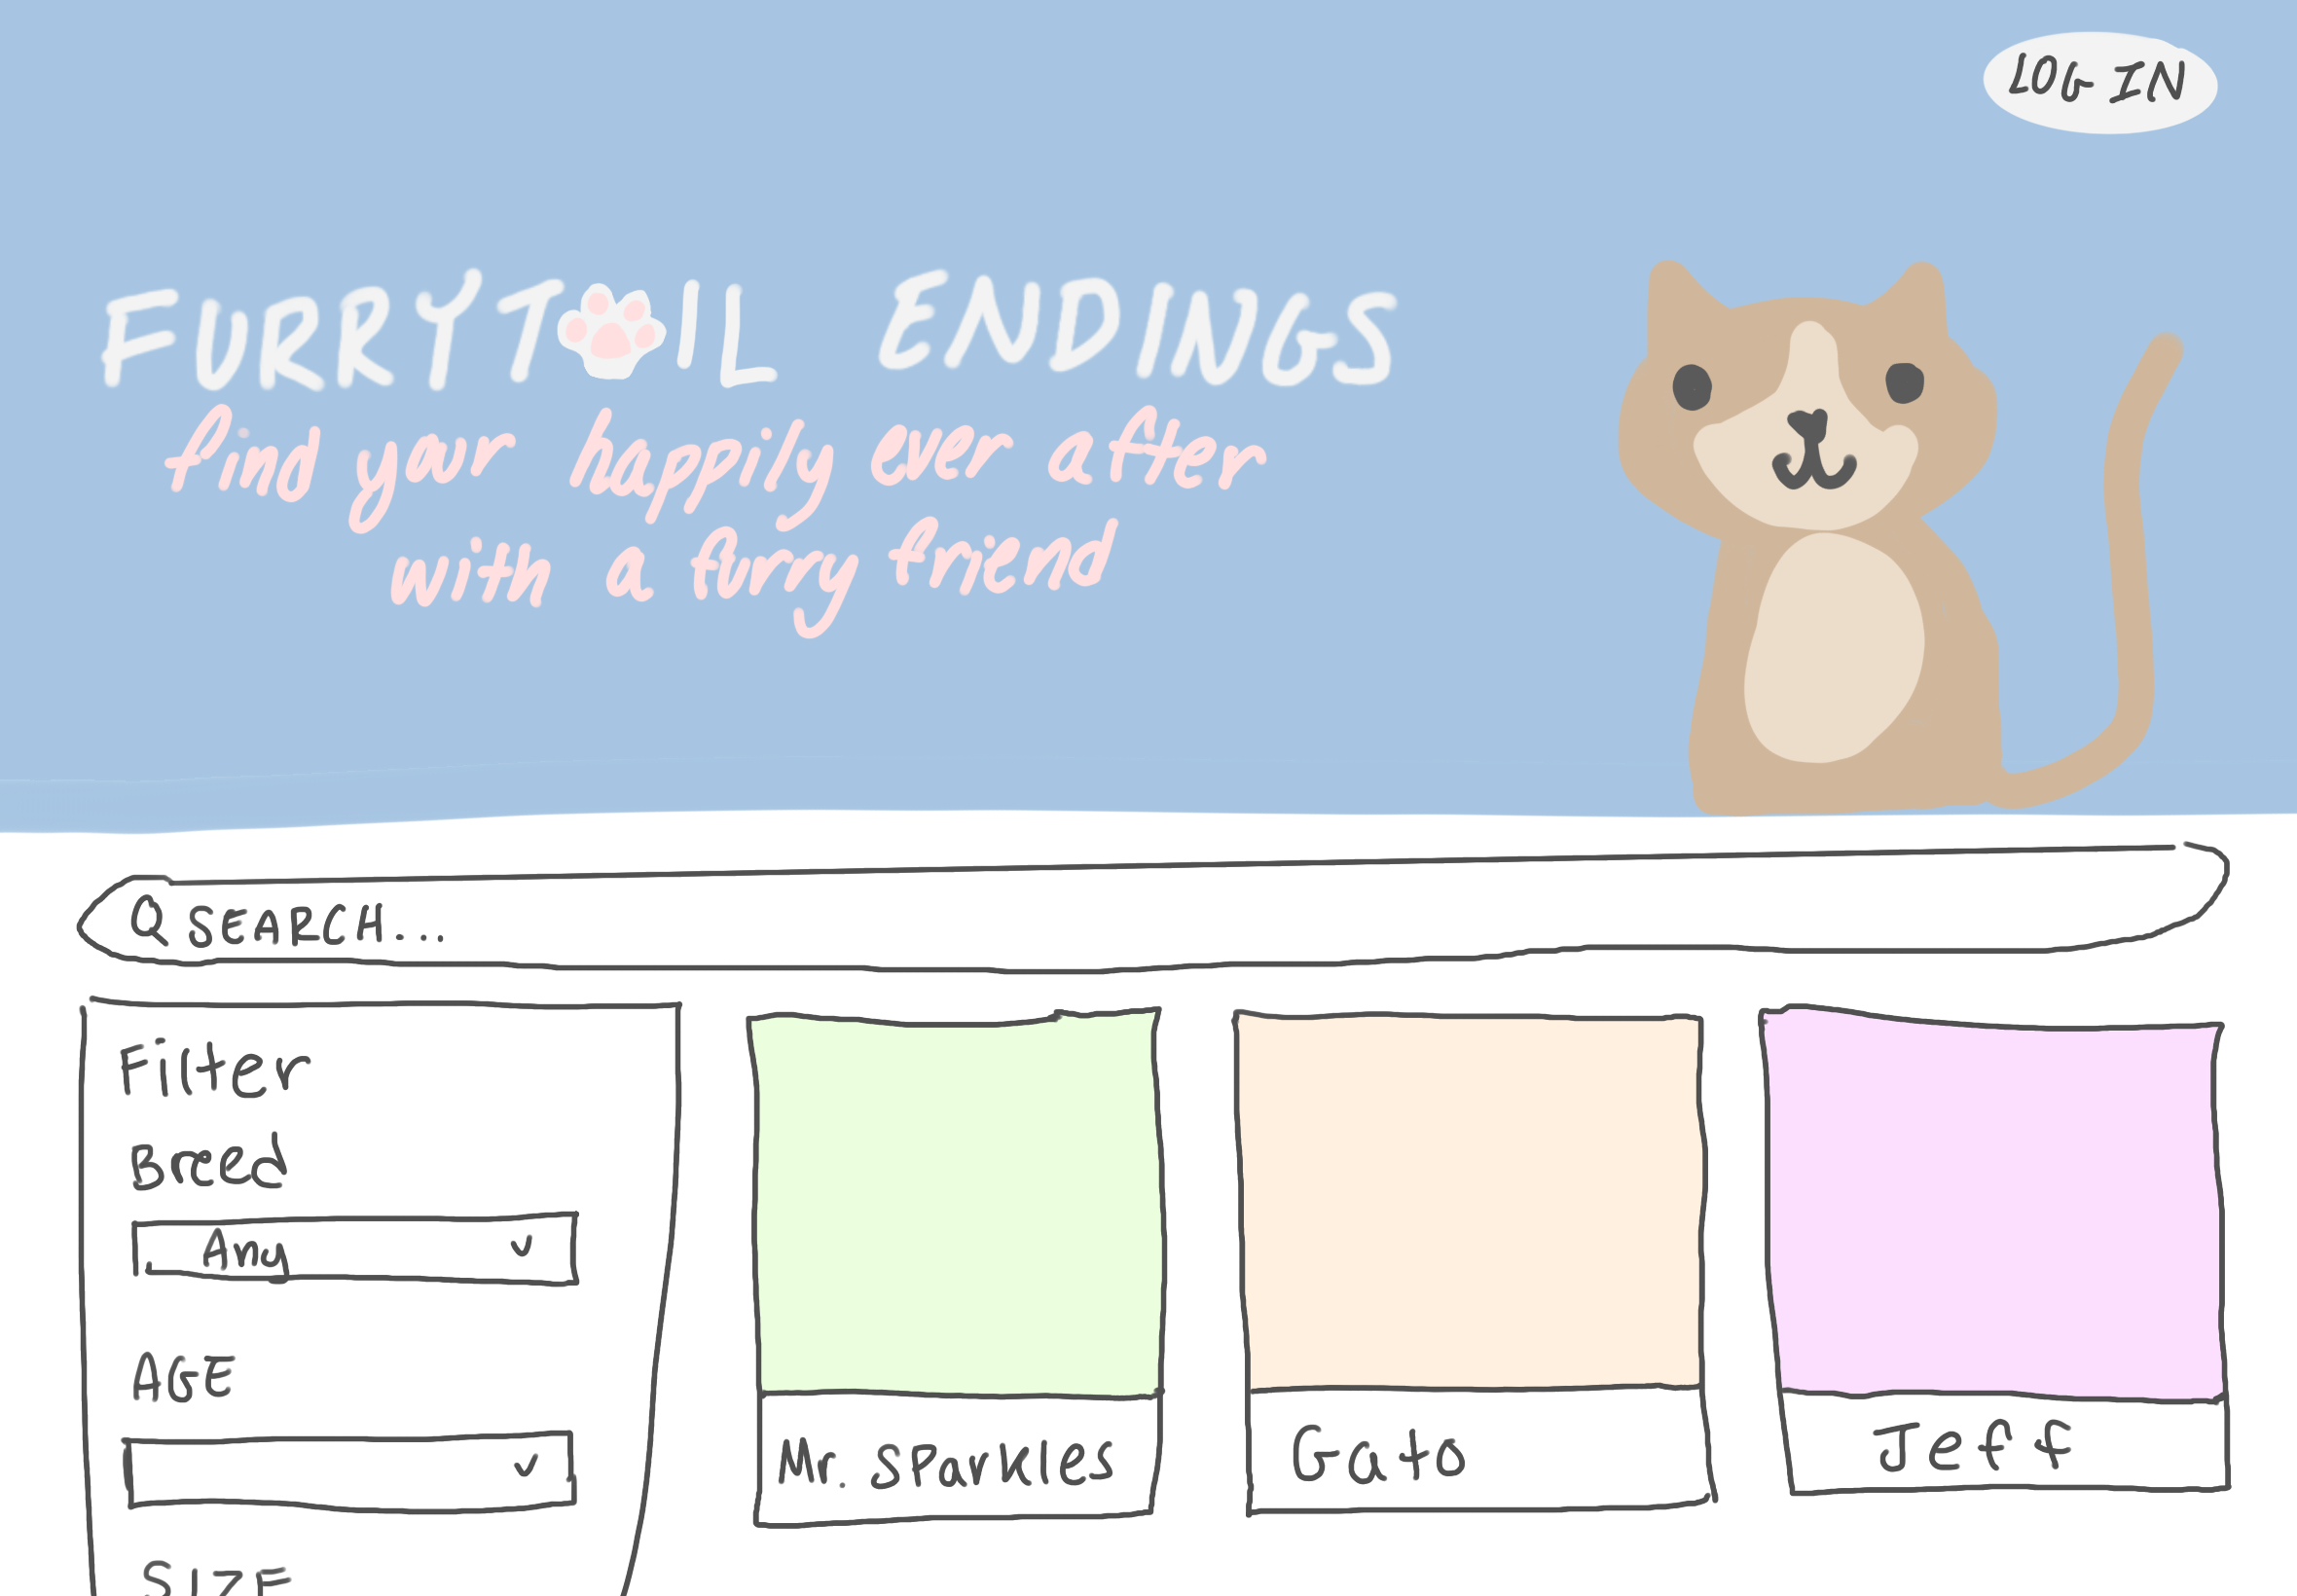 LOG-IN
FURRYTAIL ENDINGS
find your happily ever after
with a furry friend
SEARCH...
Filter
Breed
Any
AGE
SIZE
Mr. sparkles
Gato
Jeff